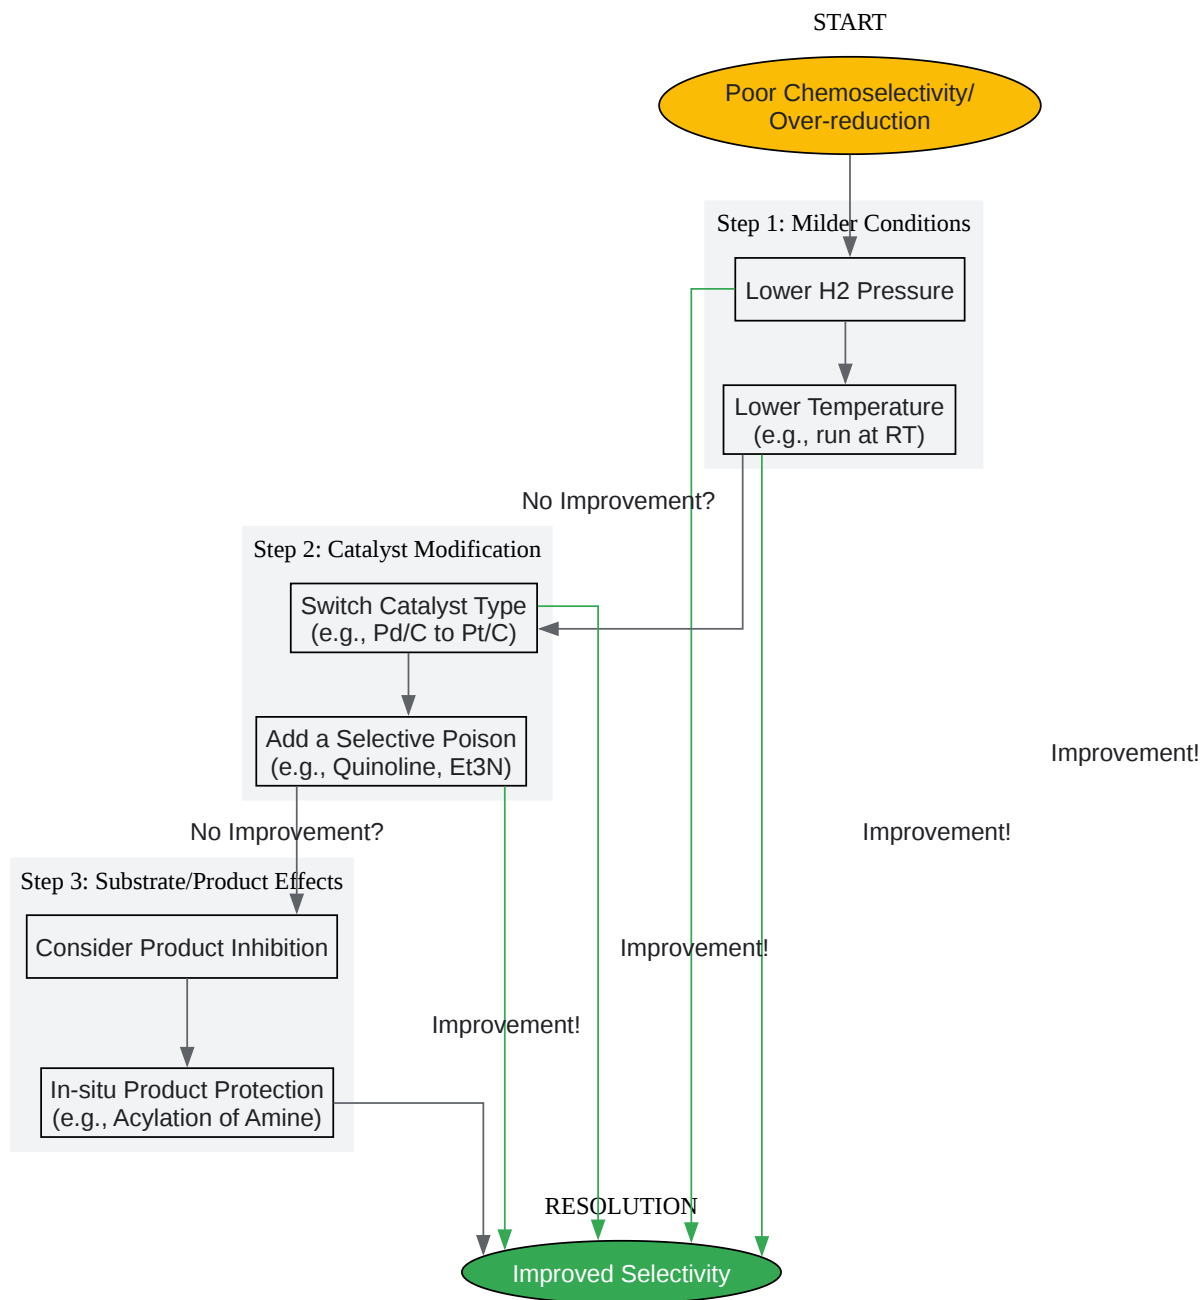 START
Poor Chemoselectivity/
Over-reduction
Step 1: Milder Conditions
Lower H2 Pressure
Lower Temperature
(e.g., run at RT)
No Improvement?
Step 2: Catalyst Modification
Switch Catalyst Type
(e.g., Pd/C to Pt/C)
Add a Selective Poison
(e.g., Quinoline, Et3N)
Improvement!
Improvement!
No Improvement?
Step 3: Substrate/Product Effects
Consider Product Inhibition
Improvement!
Improvement!
In-situ Product Protection
(e.g., Acylation of Amine)
RESOLUTION
Improved Selectivity